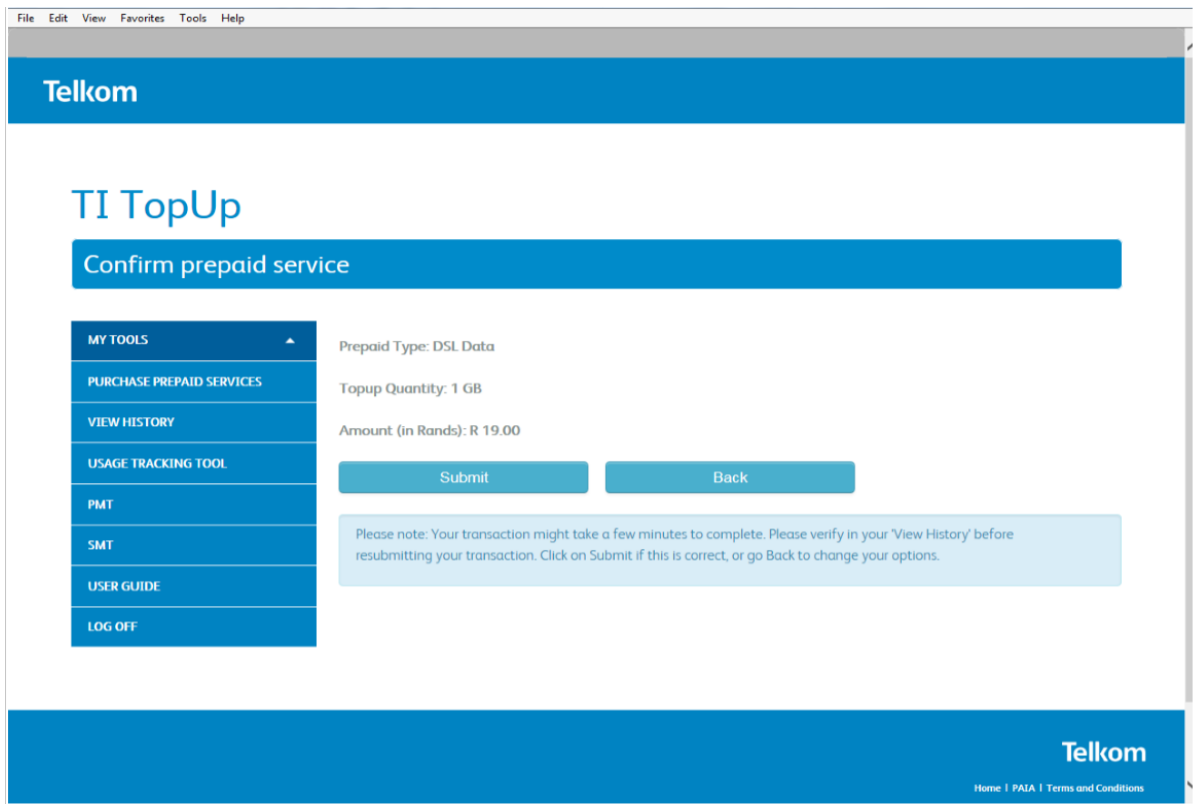 File Edit View Favorites Tools Help
Telkom
TI TopUp
Confirm prepaid service
MY TOOLS
PURCHASE PREPAID SERVICES
VIEW HISTORY
USAGE TRACKING TOOL
PMT
SMT
USER GUIDE
LOG OFF
Prepaid Type: DSL Data
Topup Quantity: 1 GB
Amount (in Rands): R 19.00
Submit Back
Please note: Your transaction might take a few minutes to complete. Please verify in your 'View History' before
resubmitting your transaction. Click on Submit if this is correct, or go Back to change your options.
Telkom
Home | PAIA | Terms and Conditions